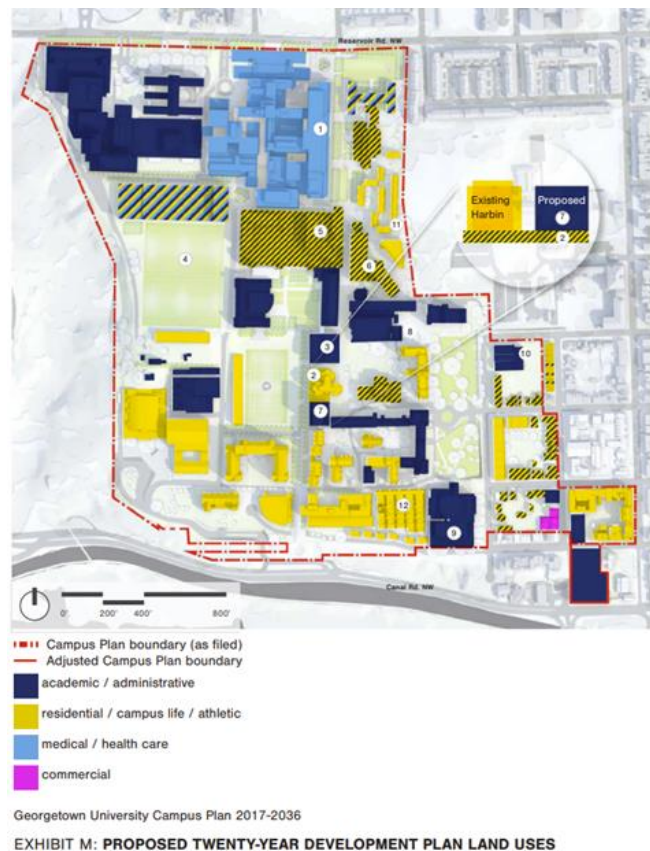 Reservoir Rd. NW
1
Existing
Harbin
Proposed
7
2
5
11
4
6
8
3
10
2
7
12
9
Canal Rd. NW
0'
200'
400'
800'
Campus Plan boundary (as filed)
Adjusted Campus Plan boundary
academic / administrative
residential / campus life / athletic
medical / health care
commercial
Georgetown University Campus Plan 2017-2036
EXHIBIT M: PROPOSED TWENTY-YEAR DEVELOPMENT PLAN LAND USES